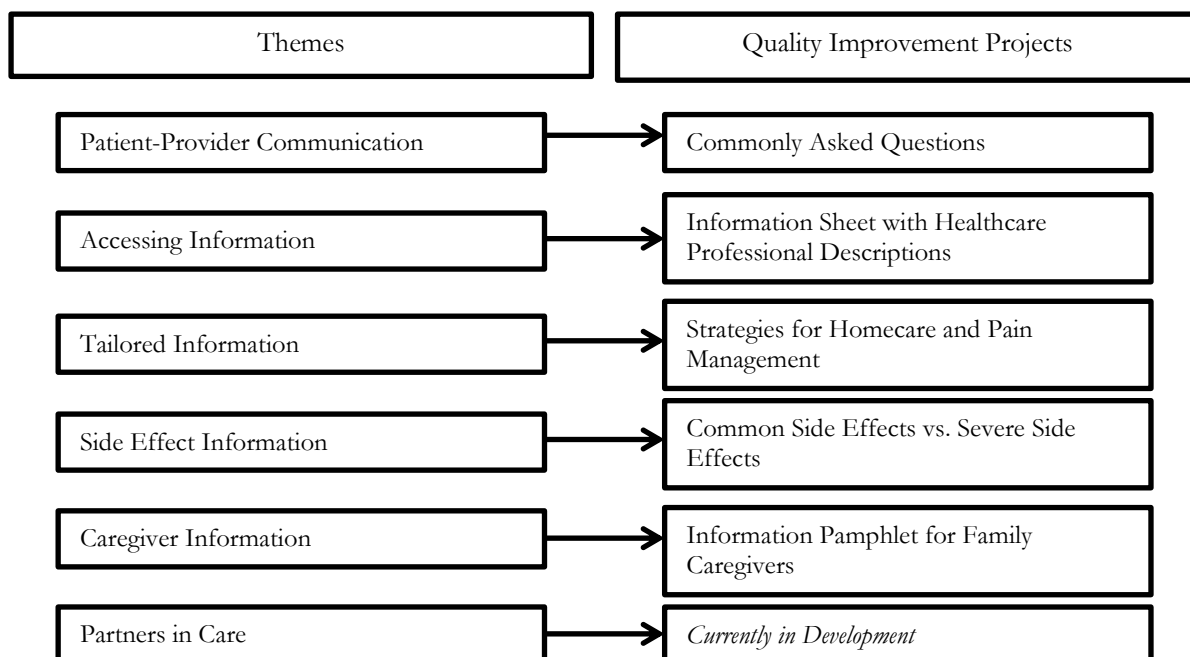 Themes
Quality Improvement Projects
Patient-Provider Communication
Commonly Asked Questions
Accessing Information
Information Sheet with Healthcare
Professional Descriptions
Tailored Information
Strategies for Homecare and Pain
Management
Side Effect Information
Common Side Effects vs. Severe Side
Effects
Caregiver Information
Information Pamphlet for Family
Caregivers
Partners in Care
Currently in Development